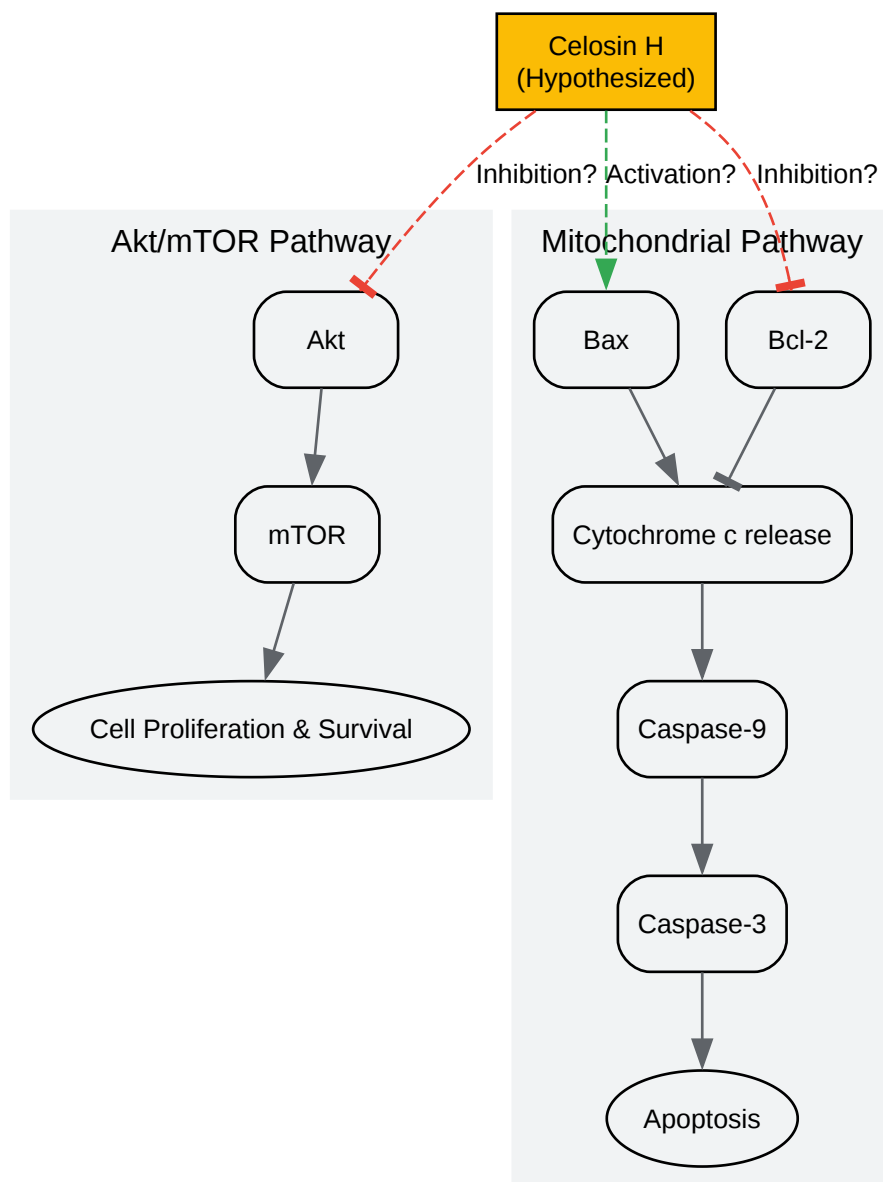 Celosin H
(Hypothesized)
Inhibition?
Activation?
Inhibition?
Akt/mTOR Pathway
Mitochondrial Pathway
Akt
Bax
Bcl-2
mTOR
Cytochrome c release
Cell Proliferation & Survival
Caspase-9
Caspase-3
Apoptosis